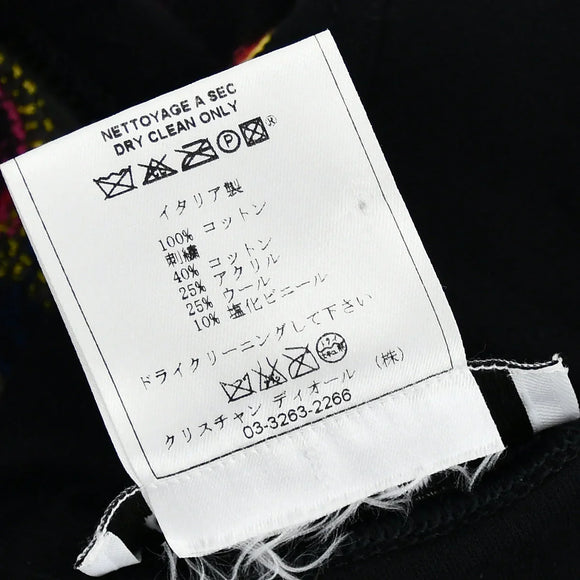 NETTOYAGE A SEC
DRY CLEAN ONLY
P
イタリア製
100% コットン
刺繍
40% コットン
25% アクリル
25% ウール
10% 塩化ビニール
ドライクリーニングして下さい
クリスチャン ディオール (株)
03-3263-2266